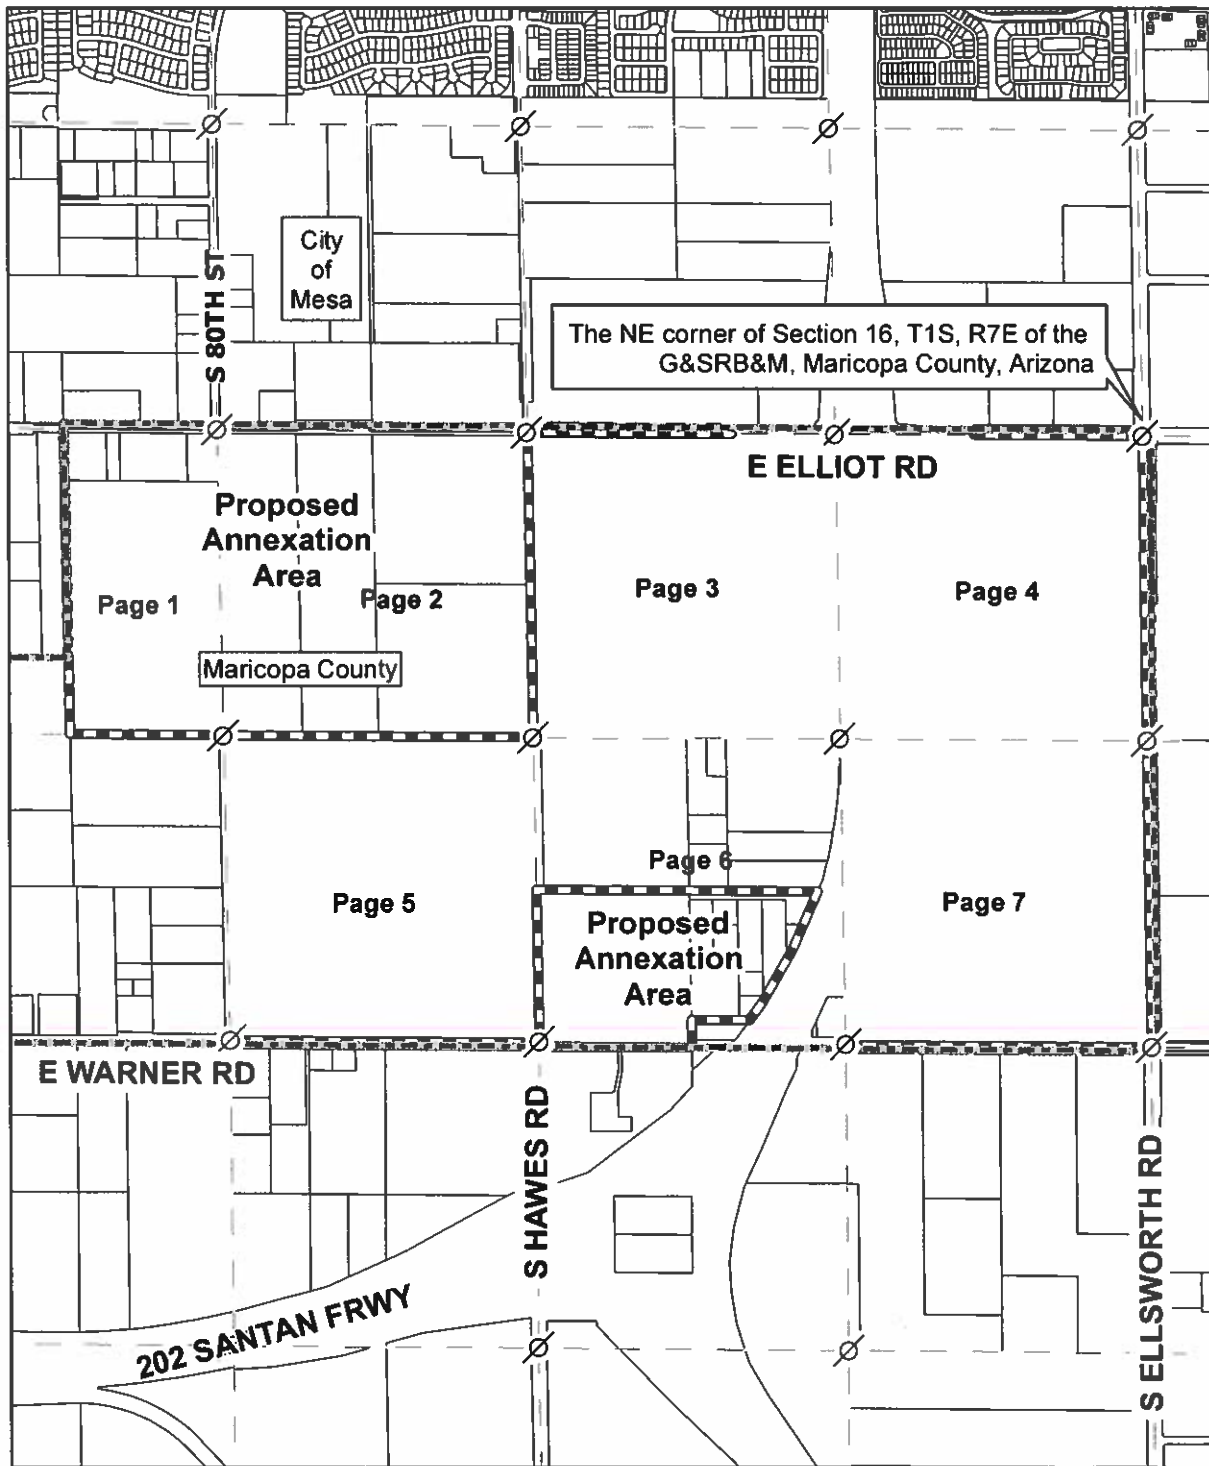 City
of
Mesa
S 80TH ST
The NE corner of Section 16, T1S, R7E of the
G&SRB&M, Maricopa County, Arizona
E ELLIOT RD
Proposed
Annexation
Area
Page 1
Page 2
Page 3
Page 4
Maricopa County
Page 6
Page 5
Proposed
Annexation
Area
Page 7
E WARNER RD
S HAWES RD
S ELLSWORTH RD
202 SANTAN FRWY